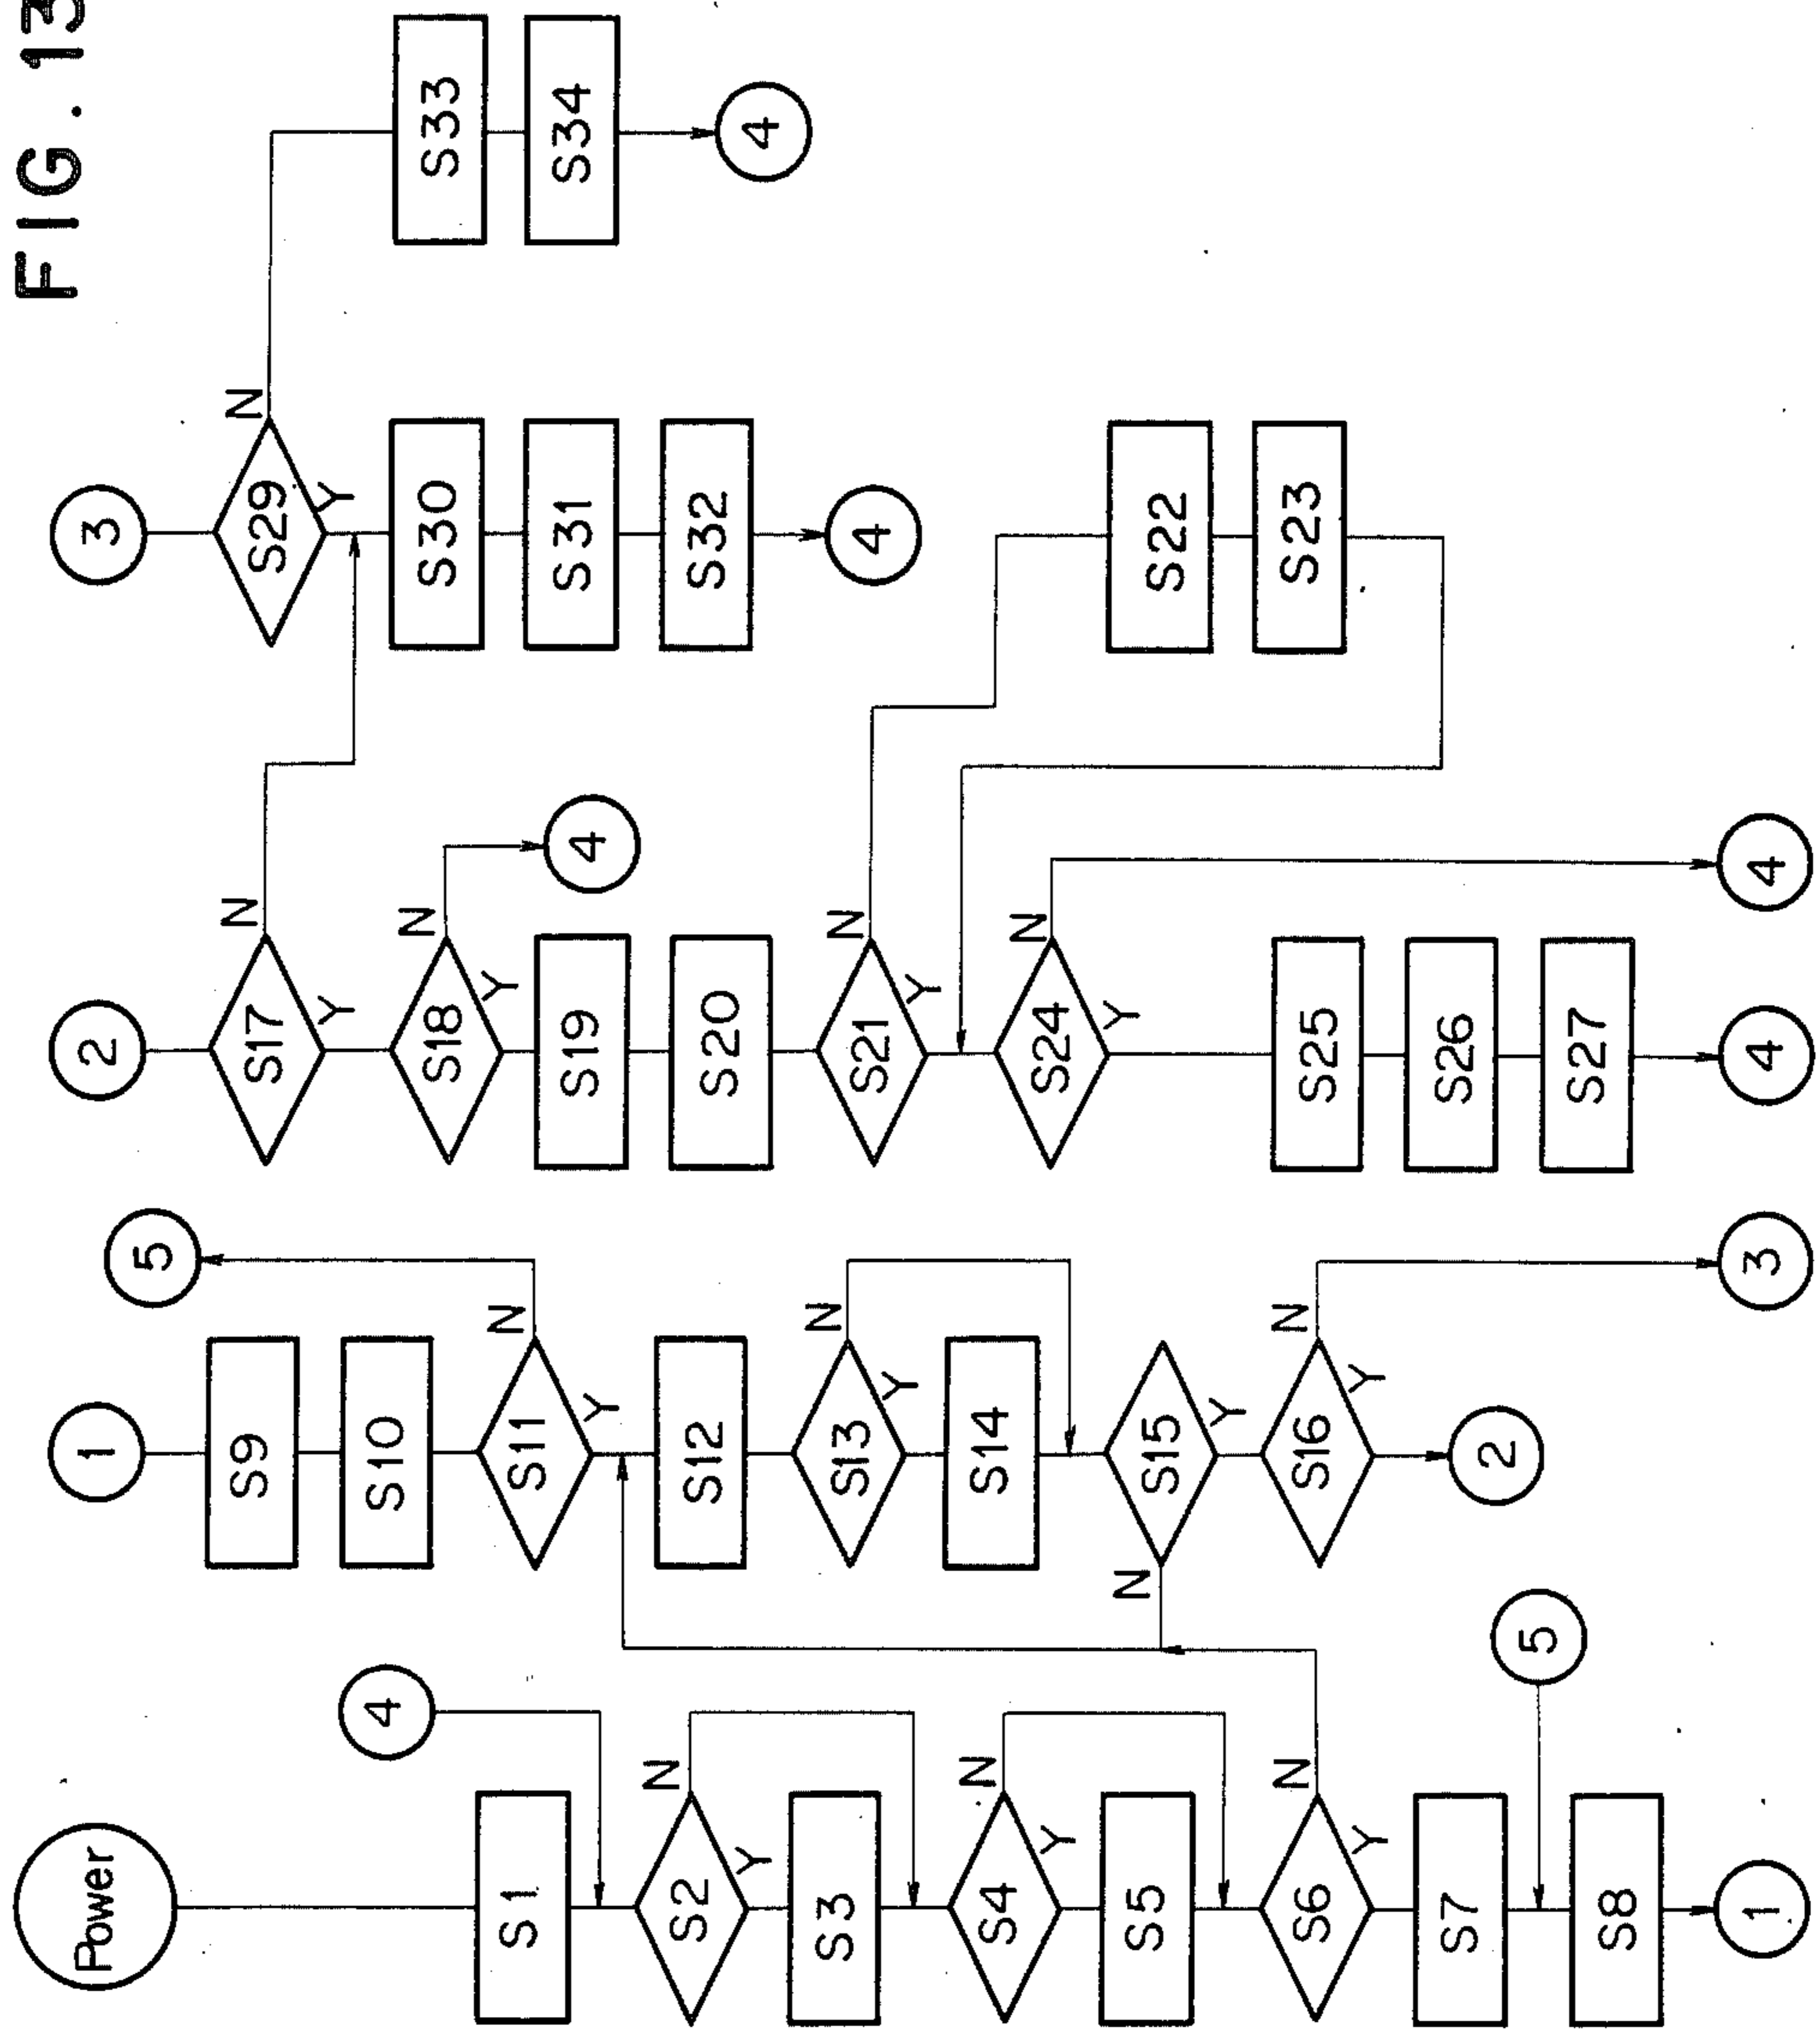 FIG. 13
Power
S1
4
S2
Y
N
S3
S4
Y
N
S5
S6
Y
N
S7
5
S8
1
1
S9
S10
S11
Y
N
5
S12
S13
Y
N
S14
S15
Y
N
S16
Y
N
2
3
2
S17
Y
N
S18
Y
N
4
S19
S20
S21
Y
N
S22
S23
S24
Y
N
4
S25
S26
S27
4
3
S29
Y
N
S30
S31
S32
4
S33
S34
4